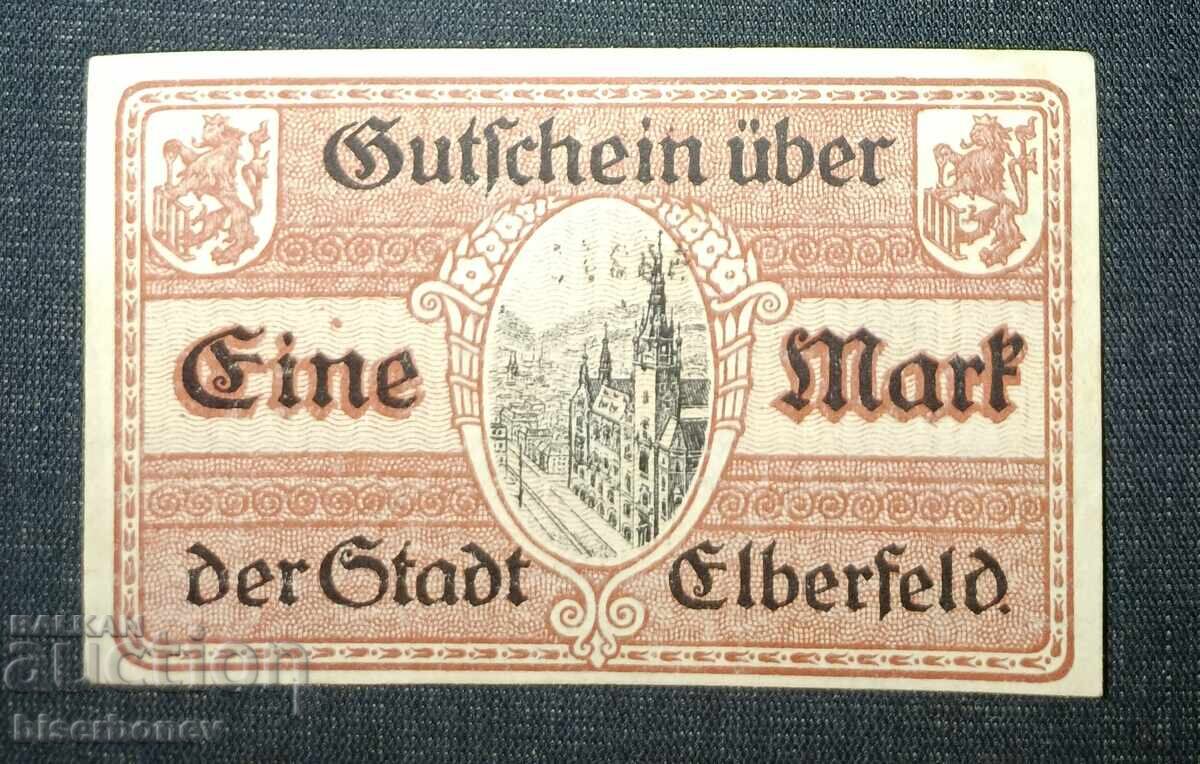 Gutschein über
Eine Mark
der Stadt Elberfeld.
BALKAN
auction
biserboney